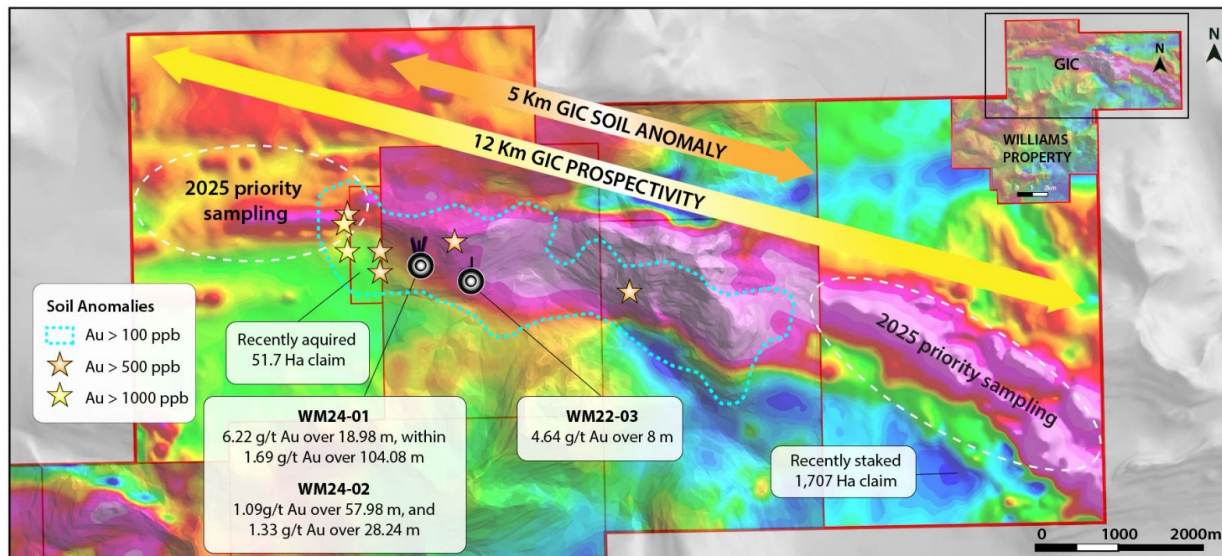 5 Km GIC SOIL ANOMALY
12 Km GIC PROSPECTIVITY
2025 priority
sampling
GIC
N
WILLIAMS
PROPERTY
0 1 2km
N
Soil Anomalies
Au > 100 ppb
Au > 500 ppb
Au > 1000 ppb
Recently aquired
51.7 Ha claim
WM24-01
6.22 g/t Au over 18.98 m, within
1.69 g/t Au over 104.08 m
WM24-02
1.09g/t Au over 57.98 m, and
1.33 g/t Au over 28.24 m
WM22-03
4.64 g/t Au over 8 m
2025 priority sampling
Recently staked
1,707 Ha claim
0 1000 2000m